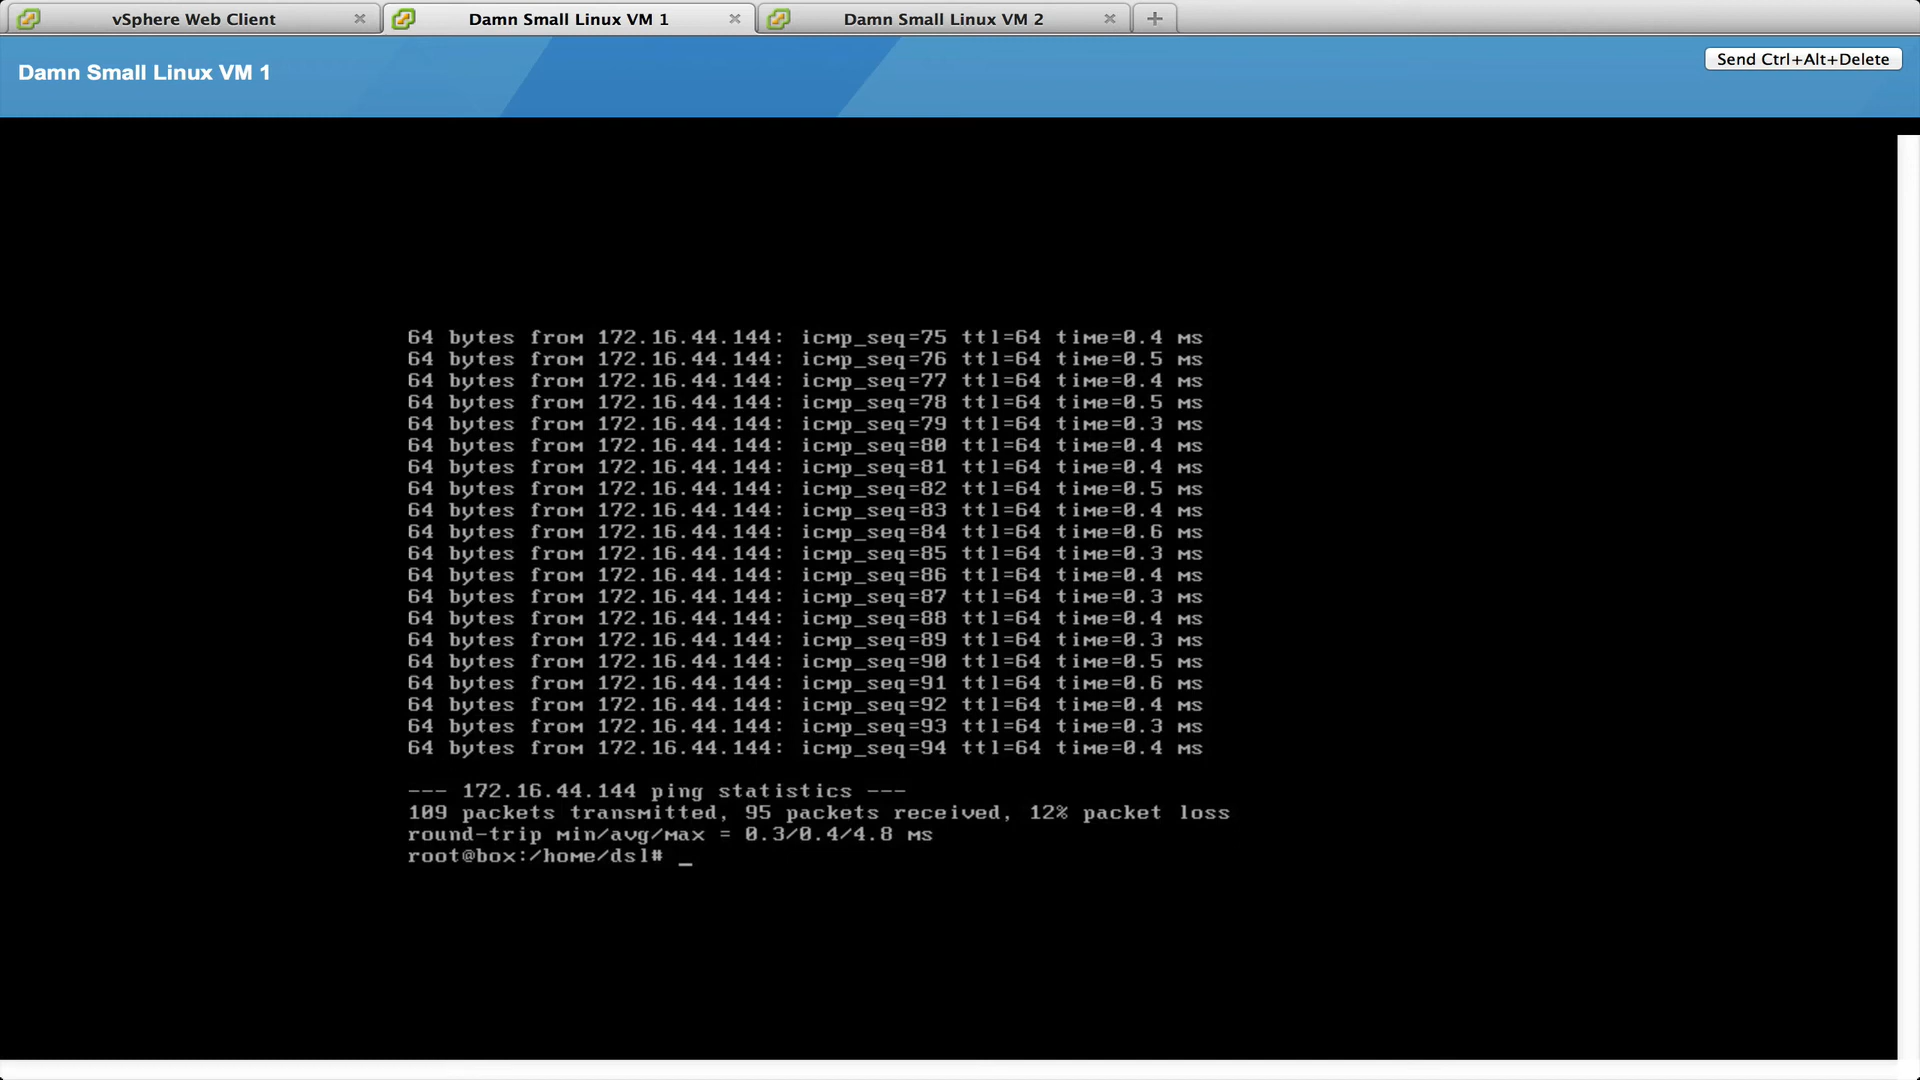 vSphere Web Client
Damn Small Linux VM 1
Damn Small Linux VM 2
Damn Small Linux VM 1
Send Ctrl+Alt+Delete
64 bytes from 172.16.44.144: icmp_seq=75 ttl=64 time=0.4 ms
64 bytes from 172.16.44.144: icmp_seq=76 ttl=64 time=0.5 ms
64 bytes from 172.16.44.144: icmp_seq=77 ttl=64 time=0.4 ms
64 bytes from 172.16.44.144: icmp_seq=78 ttl=64 time=0.5 ms
64 bytes from 172.16.44.144: icmp_seq=79 ttl=64 time=0.3 ms
64 bytes from 172.16.44.144: icmp_seq=80 ttl=64 time=0.4 ms
64 bytes from 172.16.44.144: icmp_seq=81 ttl=64 time=0.4 ms
64 bytes from 172.16.44.144: icmp_seq=82 ttl=64 time=0.5 ms
64 bytes from 172.16.44.144: icmp_seq=83 ttl=64 time=0.4 ms
64 bytes from 172.16.44.144: icmp_seq=84 ttl=64 time=0.6 ms
64 bytes from 172.16.44.144: icmp_seq=85 ttl=64 time=0.3 ms
64 bytes from 172.16.44.144: icmp_seq=86 ttl=64 time=0.4 ms
64 bytes from 172.16.44.144: icmp_seq=87 ttl=64 time=0.3 ms
64 bytes from 172.16.44.144: icmp_seq=88 ttl=64 time=0.4 ms
64 bytes from 172.16.44.144: icmp_seq=89 ttl=64 time=0.3 ms
64 bytes from 172.16.44.144: icmp_seq=90 ttl=64 time=0.5 ms
64 bytes from 172.16.44.144: icmp_seq=91 ttl=64 time=0.6 ms
64 bytes from 172.16.44.144: icmp_seq=92 ttl=64 time=0.4 ms
64 bytes from 172.16.44.144: icmp_seq=93 ttl=64 time=0.3 ms
64 bytes from 172.16.44.144: icmp_seq=94 ttl=64 time=0.4 ms
--- 172.16.44.144 ping statistics ---
109 packets transmitted, 95 packets received, 12% packet loss
round-trip min/avg/max = 0.3/0.4/4.8 ms
root@box:/home/dsl# _